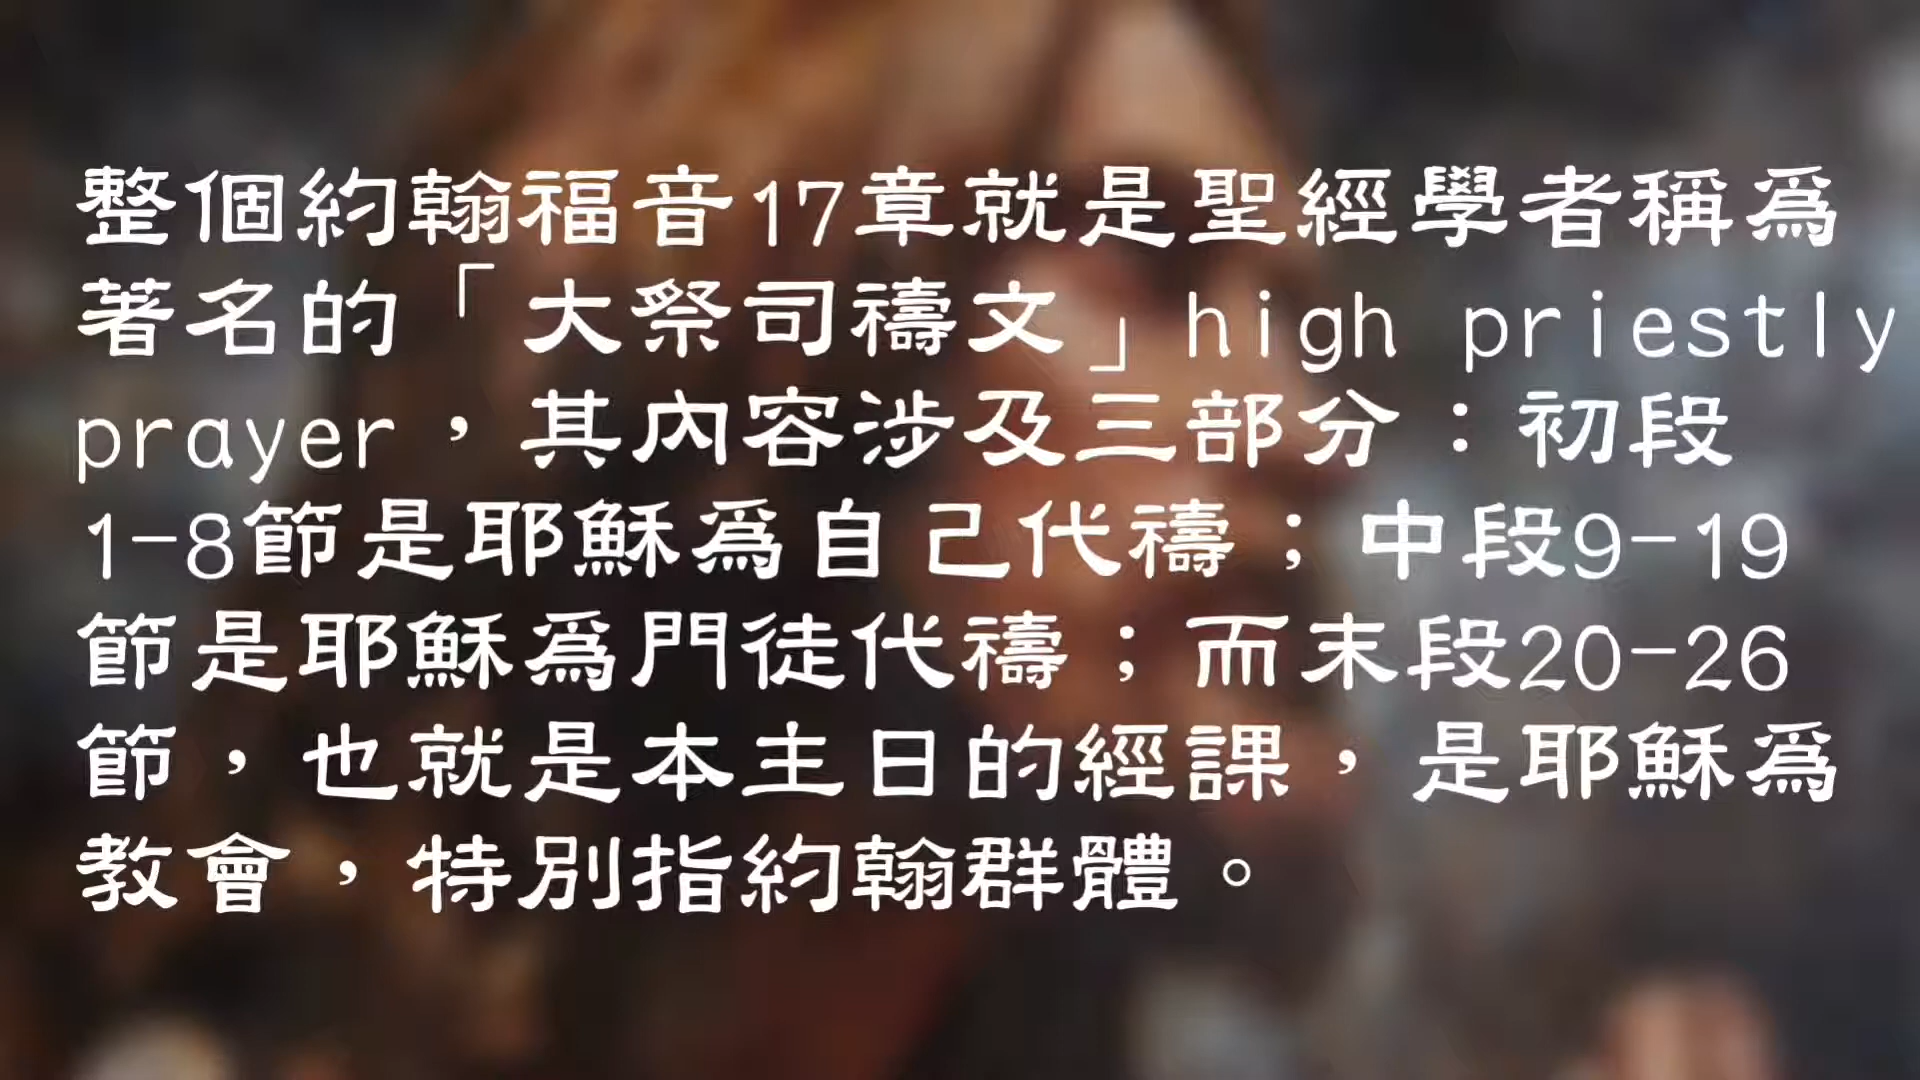 整個約翰福音17章就是聖經學者稱爲
著名的「大祭司禱文」high priestly
prayer，其內容涉及三部分：初段
1-8節是耶穌爲自己代禱；中段9-19
節是耶穌爲門徒代禱；而末段20-26
節，也就是本主日的經課，是耶穌爲
教會，特別指約翰群體。